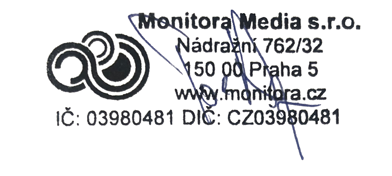 Monitora Media s.r.o.
Nádražní 762/32
150 00 Praha 5
www.monitora.cz
IČ: 03980481 DIČ: CZ03980481